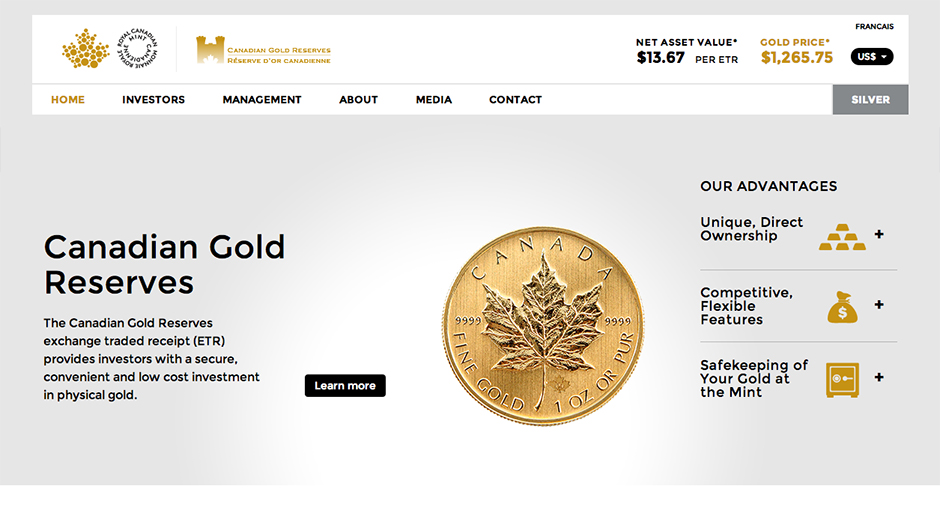 FRANCAIS
ROYAL CANADIAN MINT
MONNAIE ROYALE CANADIENNE
CANADIAN GOLD RESERVES
RÉSERVE D'OR CANADIENNE
NET ASSET VALUE*
$13.67 PER ETR
GOLD PRICE*
$1,265.75
US$
HOME INVESTORS MANAGEMENT ABOUT MEDIA CONTACT SILVER
Canadian Gold
Reserves
The Canadian Gold Reserves
exchange traded receipt (ETR)
provides investors with a secure,
convenient and low cost investment
in physical gold.
Learn more
CANADA
9999 9999
FINE GOLD 1 OZ OR PUR
OUR ADVANTAGES
Unique, Direct
Ownership
+
Competitive,
Flexible
Features
$
+
Safekeeping of
Your Gold at
the Mint
+